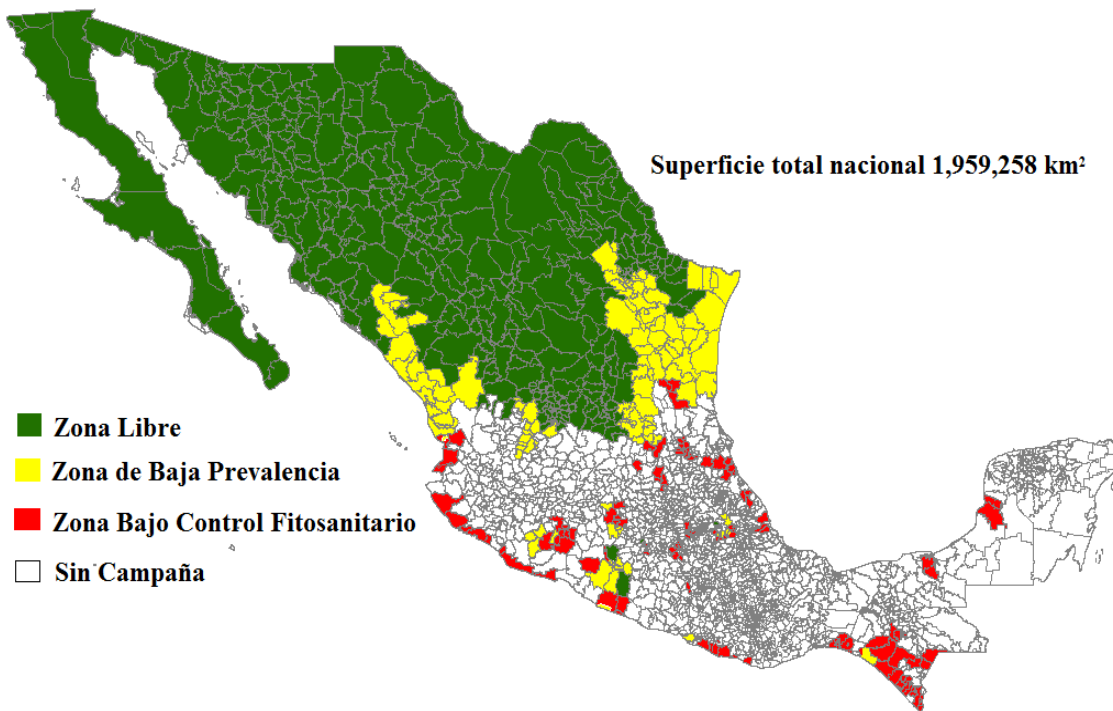 Superficie total nacional 1,959,258 km²
Zona Libre
Zona de Baja Prevalencia
Zona Bajo Control Fitosanitario
Sin Campaña